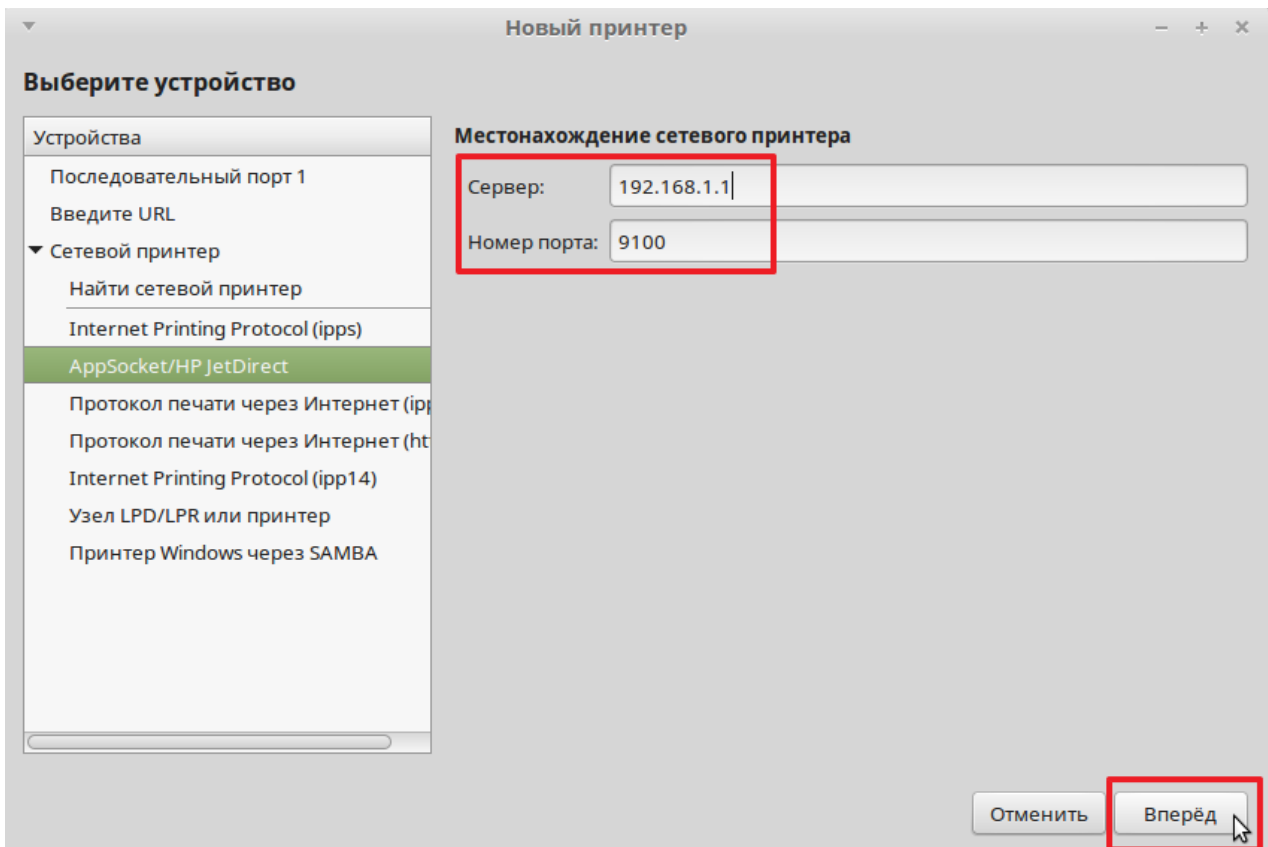 Новый принтер
Выберите устройство
Устройства
Последовательный порт 1
Введите URL
Сетевой принтер
Найти сетевой принтер
Internet Printing Protocol (ipps)
AppSocket/HP JetDirect
Протокол печати через Интернет (ipp
Протокол печати через Интернет (ht
Internet Printing Protocol (ipp14)
Узел LPD/LPR или принтер
Принтер Windows через SAMBA
Местонахождение сетевого принтера
Сервер: 192.168.1.1
Номер порта: 9100
Отменить Вперёд